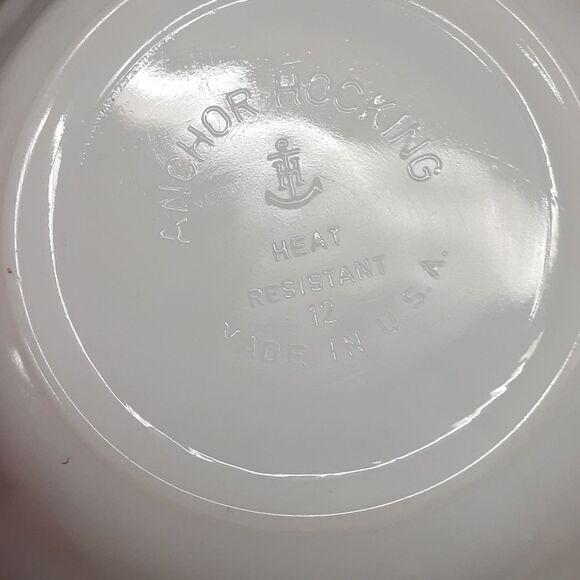 ANCHOR HOCKING
H
HEAT
RESISTANT
12
MADE IN U.S.A.